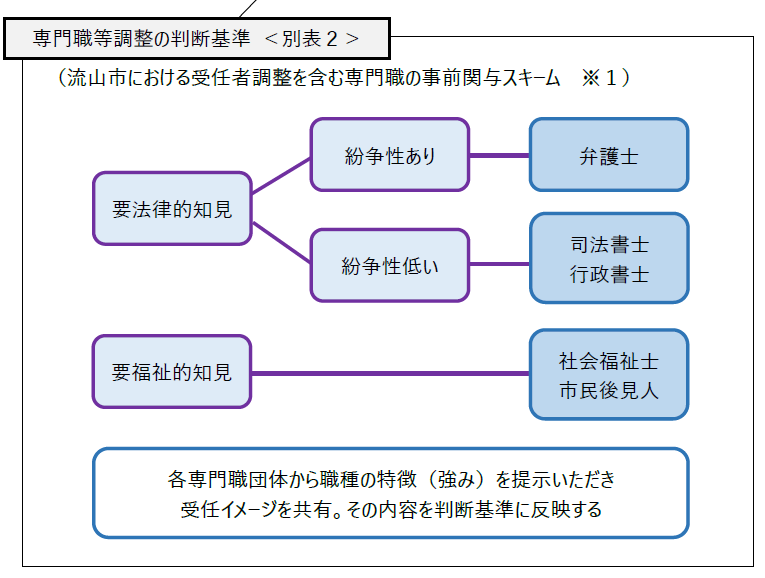 専門職等調整の判断基準 ＜別表２＞
（流山市における受任者調整を含む専門職の事前関与スキーム　※１）
要法律的知見
紛争性あり
弁護士
紛争性低い
司法書士
行政書士
要福祉的知見
社会福祉士
市民後見人
各専門職団体から職種の特徴（強み）を提示いただき
受任イメージを共有。その内容を判断基準に反映する